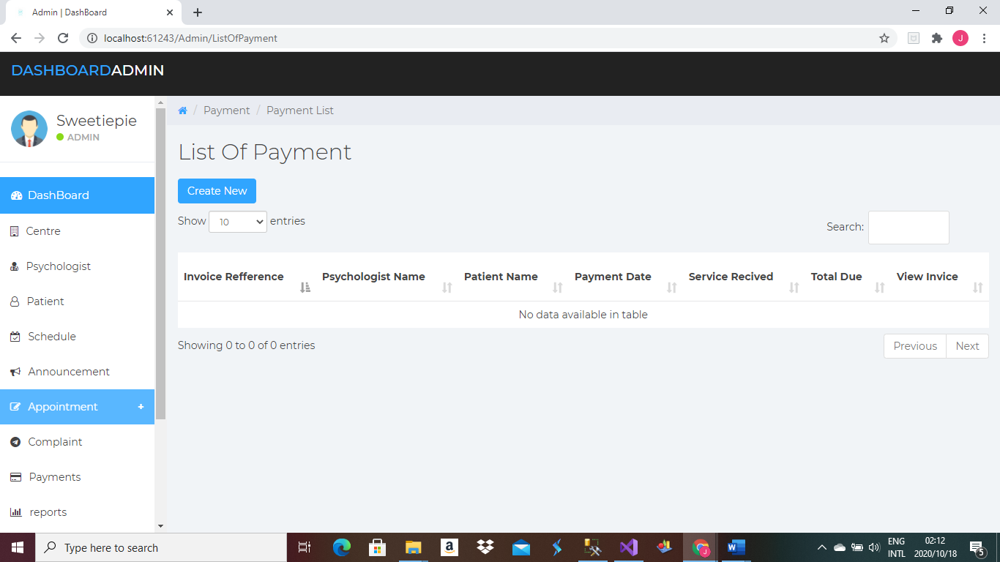 Admin | DashBoard
localhost:61243/Admin/ListOfPayment
J
DASHBOARDADMIN
Sweetiepie
ADMIN
DashBoard
Centre
Psychologist
Patient
Schedule
Announcement
Appointment +
Complaint
Payments
reports
/ Payment / Payment List
List Of Payment
Create New
Show 10 entries
Search:
Invoice Refference Psychologist Name Patient Name Payment Date Service Recived Total Due View Invice
No data available in table
Showing 0 to 0 of 0 entries
Previous Next
Type here to search
a
J
W
ENG
INTL
02:12
2020/10/18
5